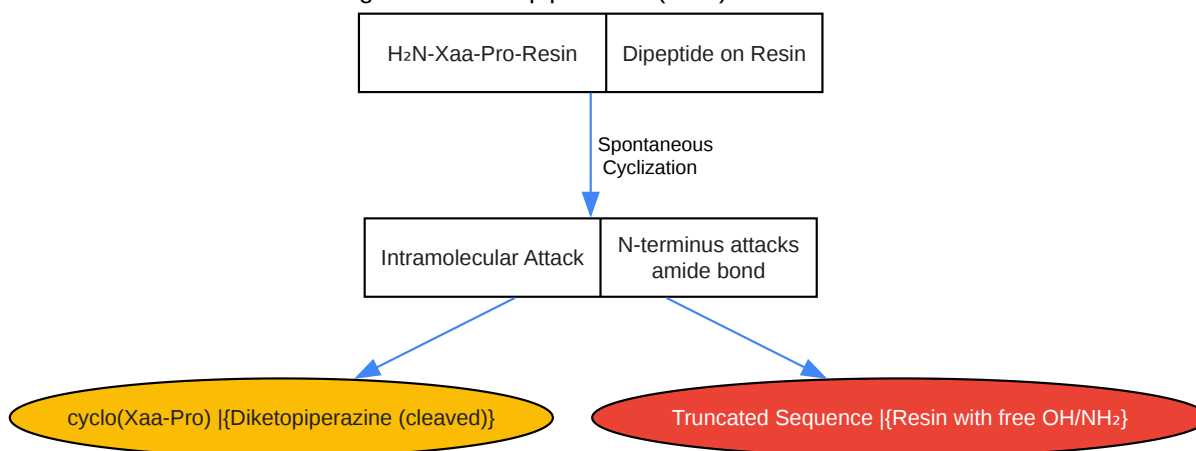 H₂N-Xaa-Pro-Resin
Dipeptide on Resin
Spontaneous
Cyclization
Intramolecular Attack
N-terminus attacks
amide bond
cyclo(Xaa-Pro) |{Diketopiperazine (cleaved)}
Truncated Sequence |{Resin with free OH/NH₂}